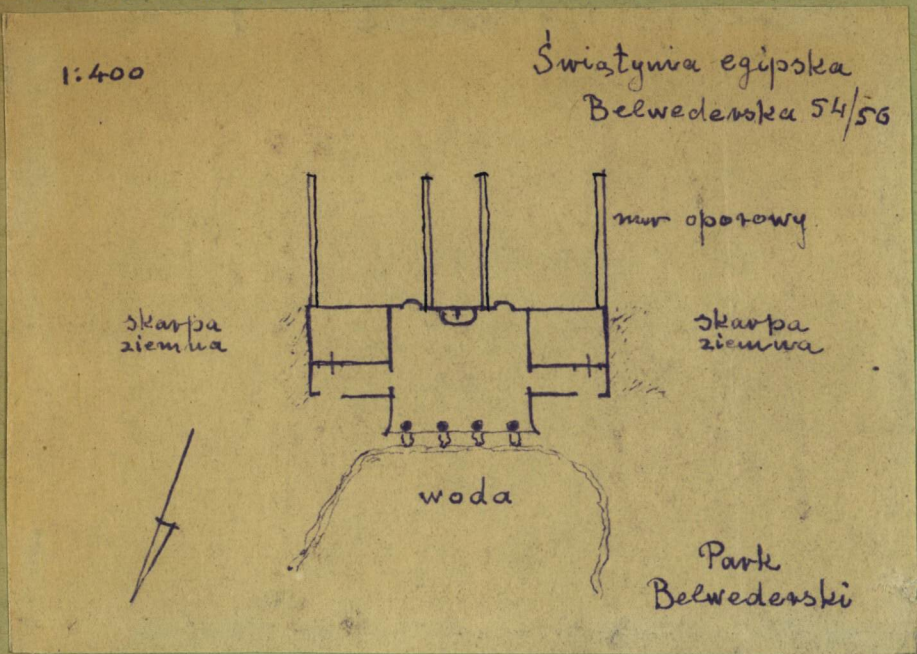 1:400
Świątynia egipska
Belwederska 54/56
mur oporowy
skarpa
ziemna
skarpa
ziemna
woda
Park
Belwederski